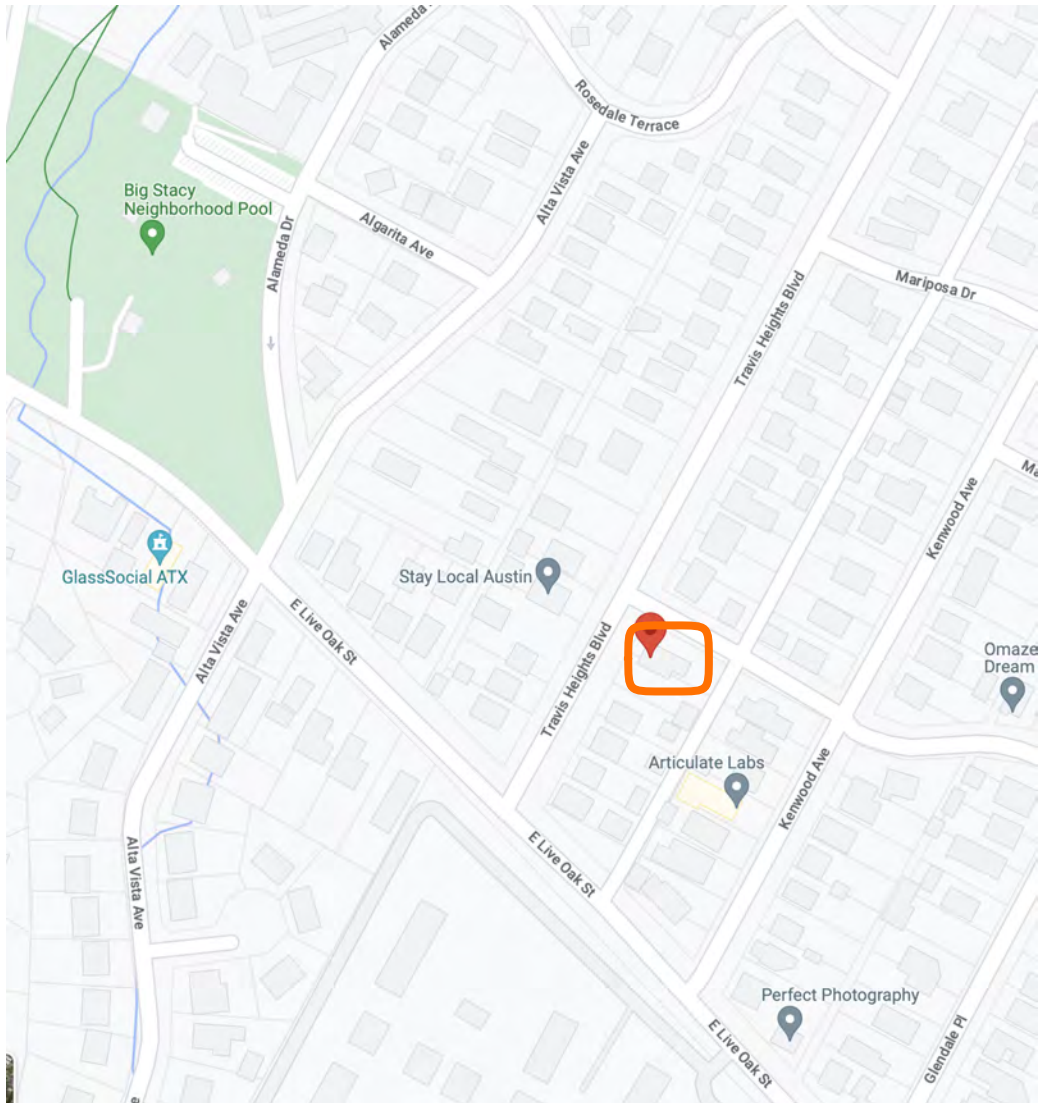 Alameda
Rosedale Terrace
Alta Vista Ave
Big Stacy
Neighborhood Pool
Algarita Ave
Alameda Dr
Mariposa Dr
Travis Heights Blvd
Kenwood Ave
Ma
GlassSocial ATX
Stay Local Austin
E Live Oak St
Alta Vista Ave
Travis Heights Blvd
Omaze
Dream
Articulate Labs
Kenwood Ave
E Live Oak St
Alta Vista Ave
Perfect Photography
E Live Oak St
Glendale Pl